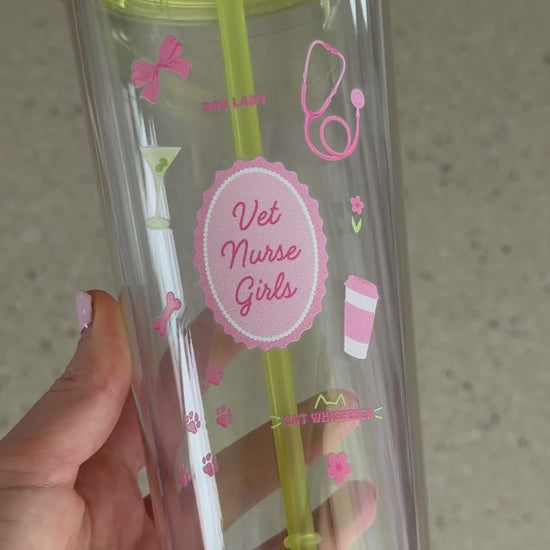 DOG LADY
Vet
Nurse
Girls
CAT WHISPERER